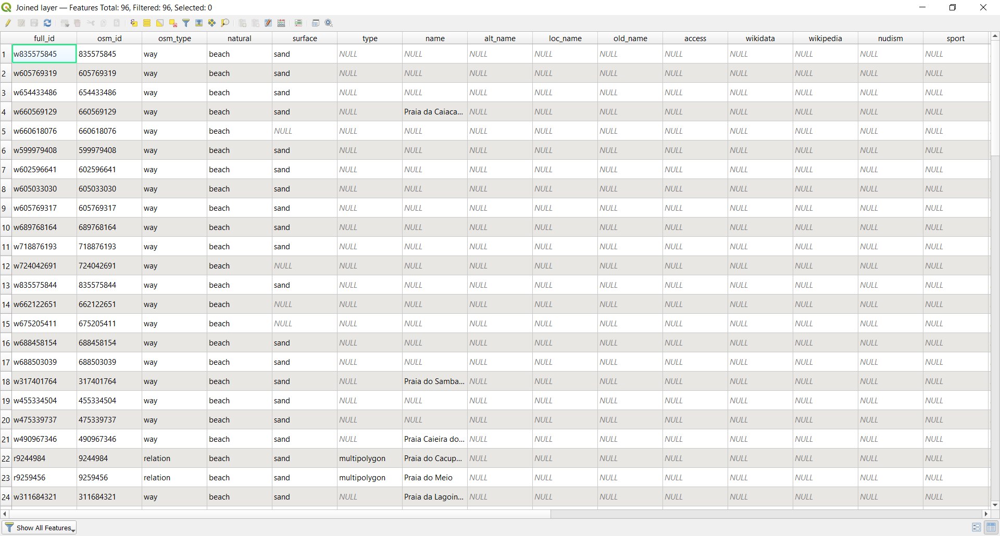 Joined layer — Features Total: 96, Filtered: 96, Selected: 0
full_id osm_id osm_type natural surface type name alt_name loc_name old_name access wikidata wikipedia nudism sport
1 w835575845 835575845 way beach sand NULL NULL NULL NULL NULL NULL NULL NULL NULL NULL
2 w605769319 605769319 way beach sand NULL NULL NULL NULL NULL NULL NULL NULL NULL NULL
3 w654433486 654433486 way beach sand NULL NULL NULL NULL NULL NULL NULL NULL NULL NULL
4 w660569129 660569129 way beach sand NULL Praia da Caiaca... NULL NULL NULL NULL NULL NULL NULL NULL
5 w660618076 660618076 way beach NULL NULL NULL NULL NULL NULL NULL NULL NULL NULL NULL
6 w599979408 599979408 way beach sand NULL NULL NULL NULL NULL NULL NULL NULL NULL NULL
7 w602596641 602596641 way beach sand NULL NULL NULL NULL NULL NULL NULL NULL NULL NULL
8 w605033030 605033030 way beach sand NULL NULL NULL NULL NULL NULL NULL NULL NULL NULL
9 w605769317 605769317 way beach sand NULL NULL NULL NULL NULL NULL NULL NULL NULL NULL
10 w689768164 689768164 way beach sand NULL NULL NULL NULL NULL NULL NULL NULL NULL NULL
11 w718876193 718876193 way beach sand NULL NULL NULL NULL NULL NULL NULL NULL NULL NULL
12 w724042691 724042691 way beach NULL NULL NULL NULL NULL NULL NULL NULL NULL NULL NULL
13 w835575844 835575844 way beach sand NULL NULL NULL NULL NULL NULL NULL NULL NULL NULL
14 w662122651 662122651 way beach NULL NULL NULL NULL NULL NULL NULL NULL NULL NULL NULL
15 w675205411 675205411 way beach NULL NULL NULL NULL NULL NULL NULL NULL NULL NULL NULL
16 w688458154 688458154 way beach sand NULL NULL NULL NULL NULL NULL NULL NULL NULL NULL
17 w688503039 688503039 way beach sand NULL NULL NULL NULL NULL NULL NULL NULL NULL NULL
18 w317401764 317401764 way beach sand NULL Praia do Samba... NULL NULL NULL NULL NULL NULL NULL NULL
19 w455334504 455334504 way beach sand NULL NULL NULL NULL NULL NULL NULL NULL NULL NULL
20 w475339737 475339737 way beach sand NULL NULL NULL NULL NULL NULL NULL NULL NULL NULL
21 w490967346 490967346 way beach sand NULL Praia Caieira do... NULL NULL NULL NULL NULL NULL NULL NULL
22 r9244984 9244984 relation beach sand multipolygon Praia do Cacup... NULL NULL NULL NULL NULL NULL NULL NULL
23 r9259456 9259456 relation beach sand multipolygon Praia do Meio NULL NULL NULL NULL NULL NULL NULL NULL
24 w311684321 311684321 way beach sand NULL Praia da Lagoin... NULL NULL NULL NULL NULL NULL NULL NULL
Show All Features